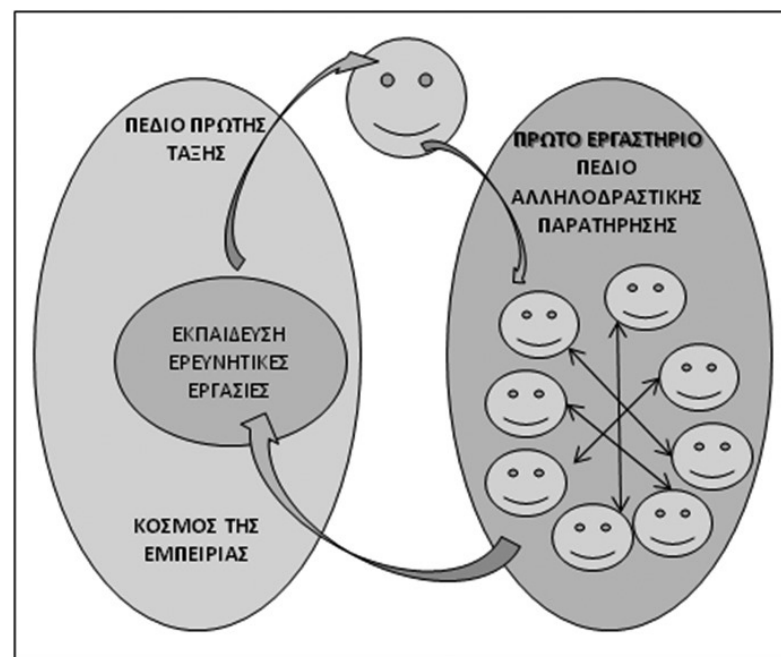 ΠΕΔΙΟ ΠΡΩΤΗΣ
ΤΑΞΗΣ
ΕΚΠΑΙΔΕΥΣΗ
ΕΡΕΥΝΗΤΙΚΕΣ
ΕΡΓΑΣΙΕΣ
ΚΟΣΜΟΣ ΤΗΣ
ΕΜΠΕΙΡΙΑΣ
ΠΡΩΤΟ ΕΡΓΑΣΤΗΡΙΟ
ΠΕΔΙΟ
ΑΛΛΗΛΟΔΡΑΣΤΙΚΗΣ
ΠΑΡΑΤΗΡΗΣΗΣ